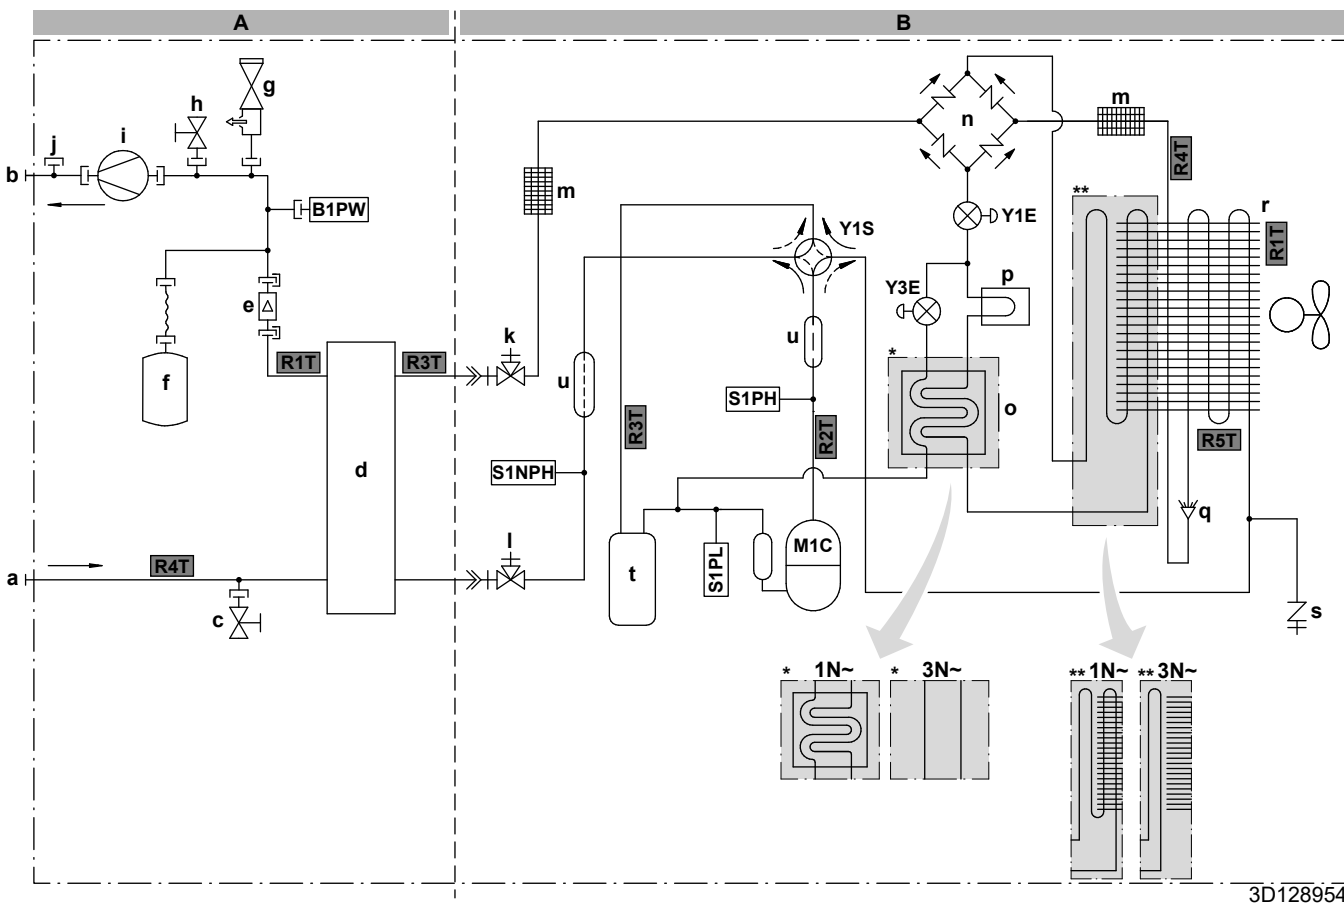 A B
g
h
m
j i n
b
R4T
m **
B1PW r
Y1E
Y1S R1T
p
Y3E
e
k u
*
R1T R3T
f u
S1PH o
R3T R2T
R5T
d S1NPH
q
l M1C
R4T S1PL
a t
c s
* 1N~ * 3N~ ** 1N~ ** 3N~
3D128954